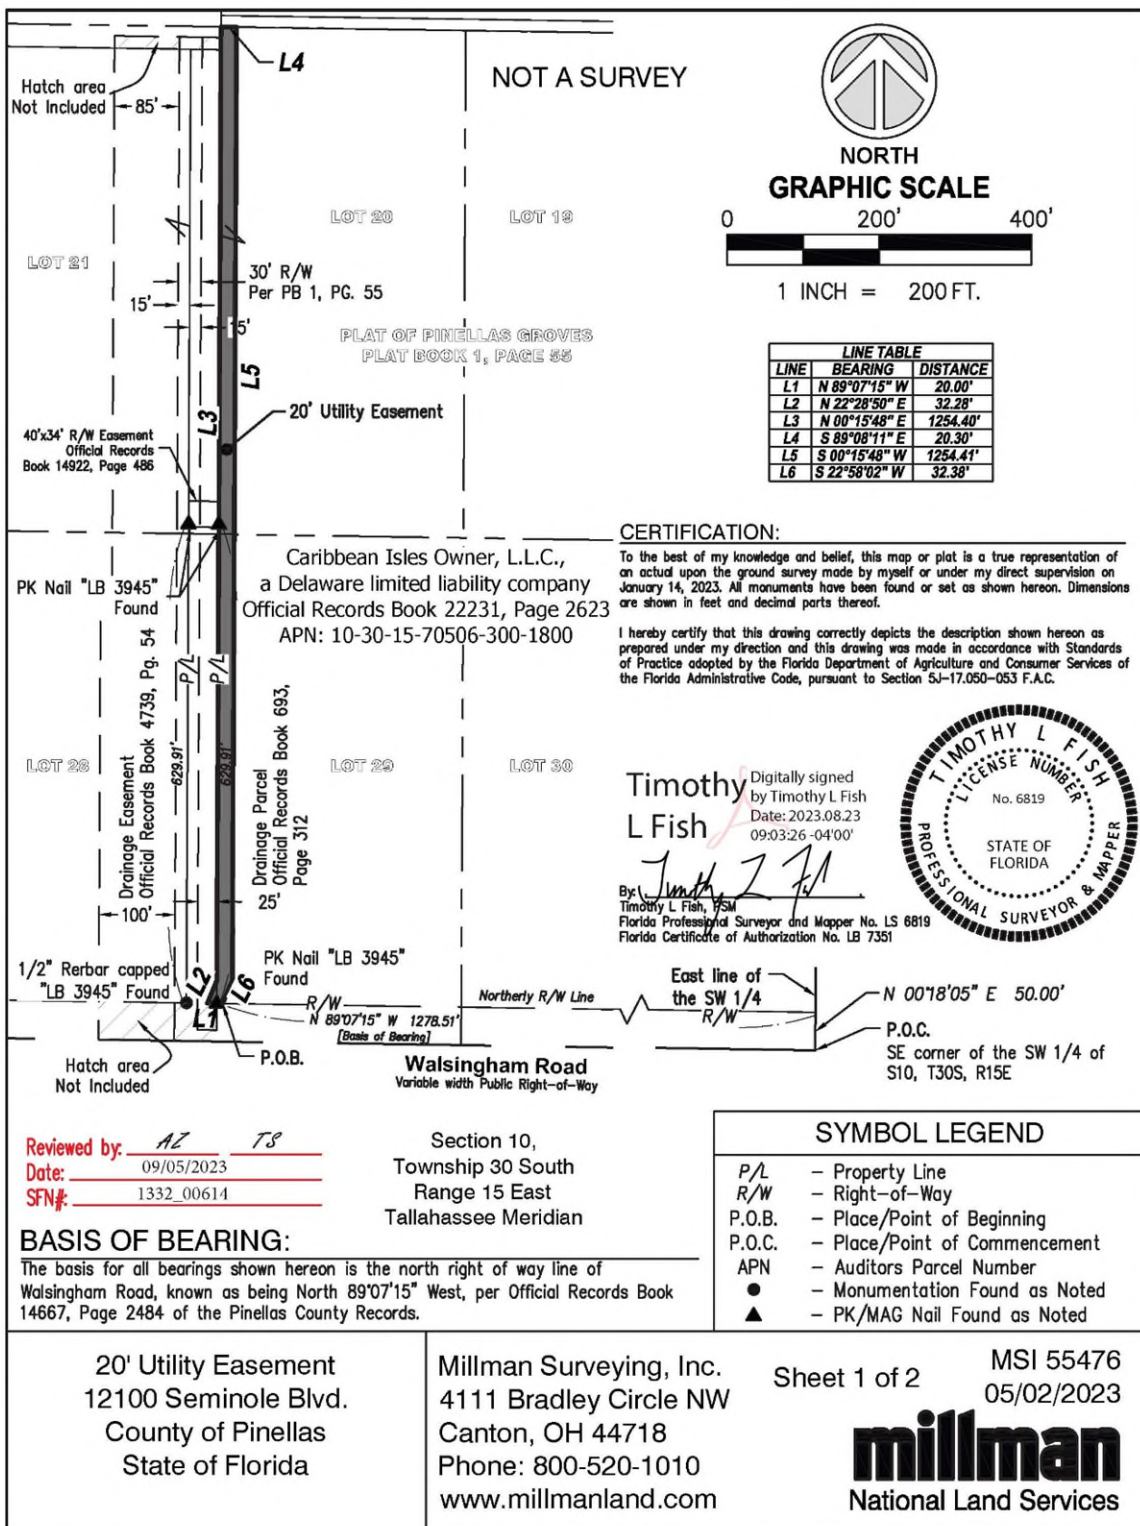 L4
NOT A SURVEY
Hatch area
Not Included
85'
NORTH
GRAPHIC SCALE
0 200' 400'
1 INCH = 200 FT.
LOT 20
LOT 19
LOT 21
30' R/W
Per PB 1, PG. 55
15'
15'
PLAT OF PINELLAS GROVES
PLAT BOOK 1, PAGE 55
LINE TABLE
LINE BEARING DISTANCE
L1 N 89°07'15" W 20.00'
L2 N 22°28'50" E 32.28'
L3 N 00°15'48" E 1254.40'
L4 S 89°08'11" E 20.30'
L5 S 00°15'48" W 1254.41'
L6 S 22°58'02" W 32.38'
L5
L3
20' Utility Easement
40'x34' R/W Easement
Official Records
Book 14922, Page 486
CERTIFICATION:
To the best of my knowledge and belief, this map or plat is a true representation of
an actual upon the ground survey made by myself or under my direct supervision on
January 14, 2023. All monuments have been found or set as shown hereon. Dimensions
are shown in feet and decimal parts thereof.
I hereby certify that this drawing correctly depicts the description shown hereon as
prepared under my direction and this drawing was made in accordance with Standards
of Practice adopted by the Florida Department of Agriculture and Consumer Services of
the Florida Administrative Code, pursuant to Section 5J-17.050-053 F.A.C.
Caribbean Isles Owner, L.L.C.,
a Delaware limited liability company
Official Records Book 22231, Page 2623
APN: 10-30-15-70506-300-1800
PK Nail "LB 3945"
Found
P/L
P/L
629.91'
629.91'
Drainage Easement
Official Records Book 4739, Pg. 54
Drainage Parcel
Official Records Book 693,
Page 312
LOT 28
LOT 29
LOT 30
100'
25'
Timothy
L Fish
Digitally signed
by Timothy L Fish
Date: 2023.08.23
09:03:26 -04'00'
By:
Timothy L Fish, PSM
Florida Professional Surveyor and Mapper No. LS 6819
Florida Certificate of Authorization No. LB 7351
TIMOTHY L FISH
LICENSE NUMBER
No. 6819
STATE OF
FLORIDA
PROFESSIONAL SURVEYOR & MAPPER
1/2" Rebar capped
"LB 3945" Found
PK Nail "LB 3945"
Found
L2
L6
L1
R/W
N 89°07'15" W 1278.51'
[Basis of Bearing]
Northerly R/W Line
East line of
the SW 1/4
R/W
N 00°18'05" E 50.00'
P.O.C.
SE corner of the SW 1/4 of
S10, T30S, R15E
P.O.B.
Hatch area
Not Included
Walsingham Road
Variable width Public Right-of-Way
Reviewed by: AZ TS
Date: 09/05/2023
SFN#: 1332_00614
Section 10,
Township 30 South
Range 15 East
Tallahassee Meridian
BASIS OF BEARING:
The basis for all bearings shown hereon is the north right of way line of
Walsingham Road, known as being North 89°07'15" West, per Official Records Book
14667, Page 2484 of the Pinellas County Records.
SYMBOL LEGEND
P/L – Property Line
R/W – Right-of-Way
P.O.B. – Place/Point of Beginning
P.O.C. – Place/Point of Commencement
APN – Auditors Parcel Number
● – Monumentation Found as Noted
▲ – PK/MAG Nail Found as Noted
20' Utility Easement
12100 Seminole Blvd.
County of Pinellas
State of Florida
Millman Surveying, Inc.
4111 Bradley Circle NW
Canton, OH 44718
Phone: 800-520-1010
www.millmanland.com
Sheet 1 of 2
MSI 55476
05/02/2023
millman
National Land Services